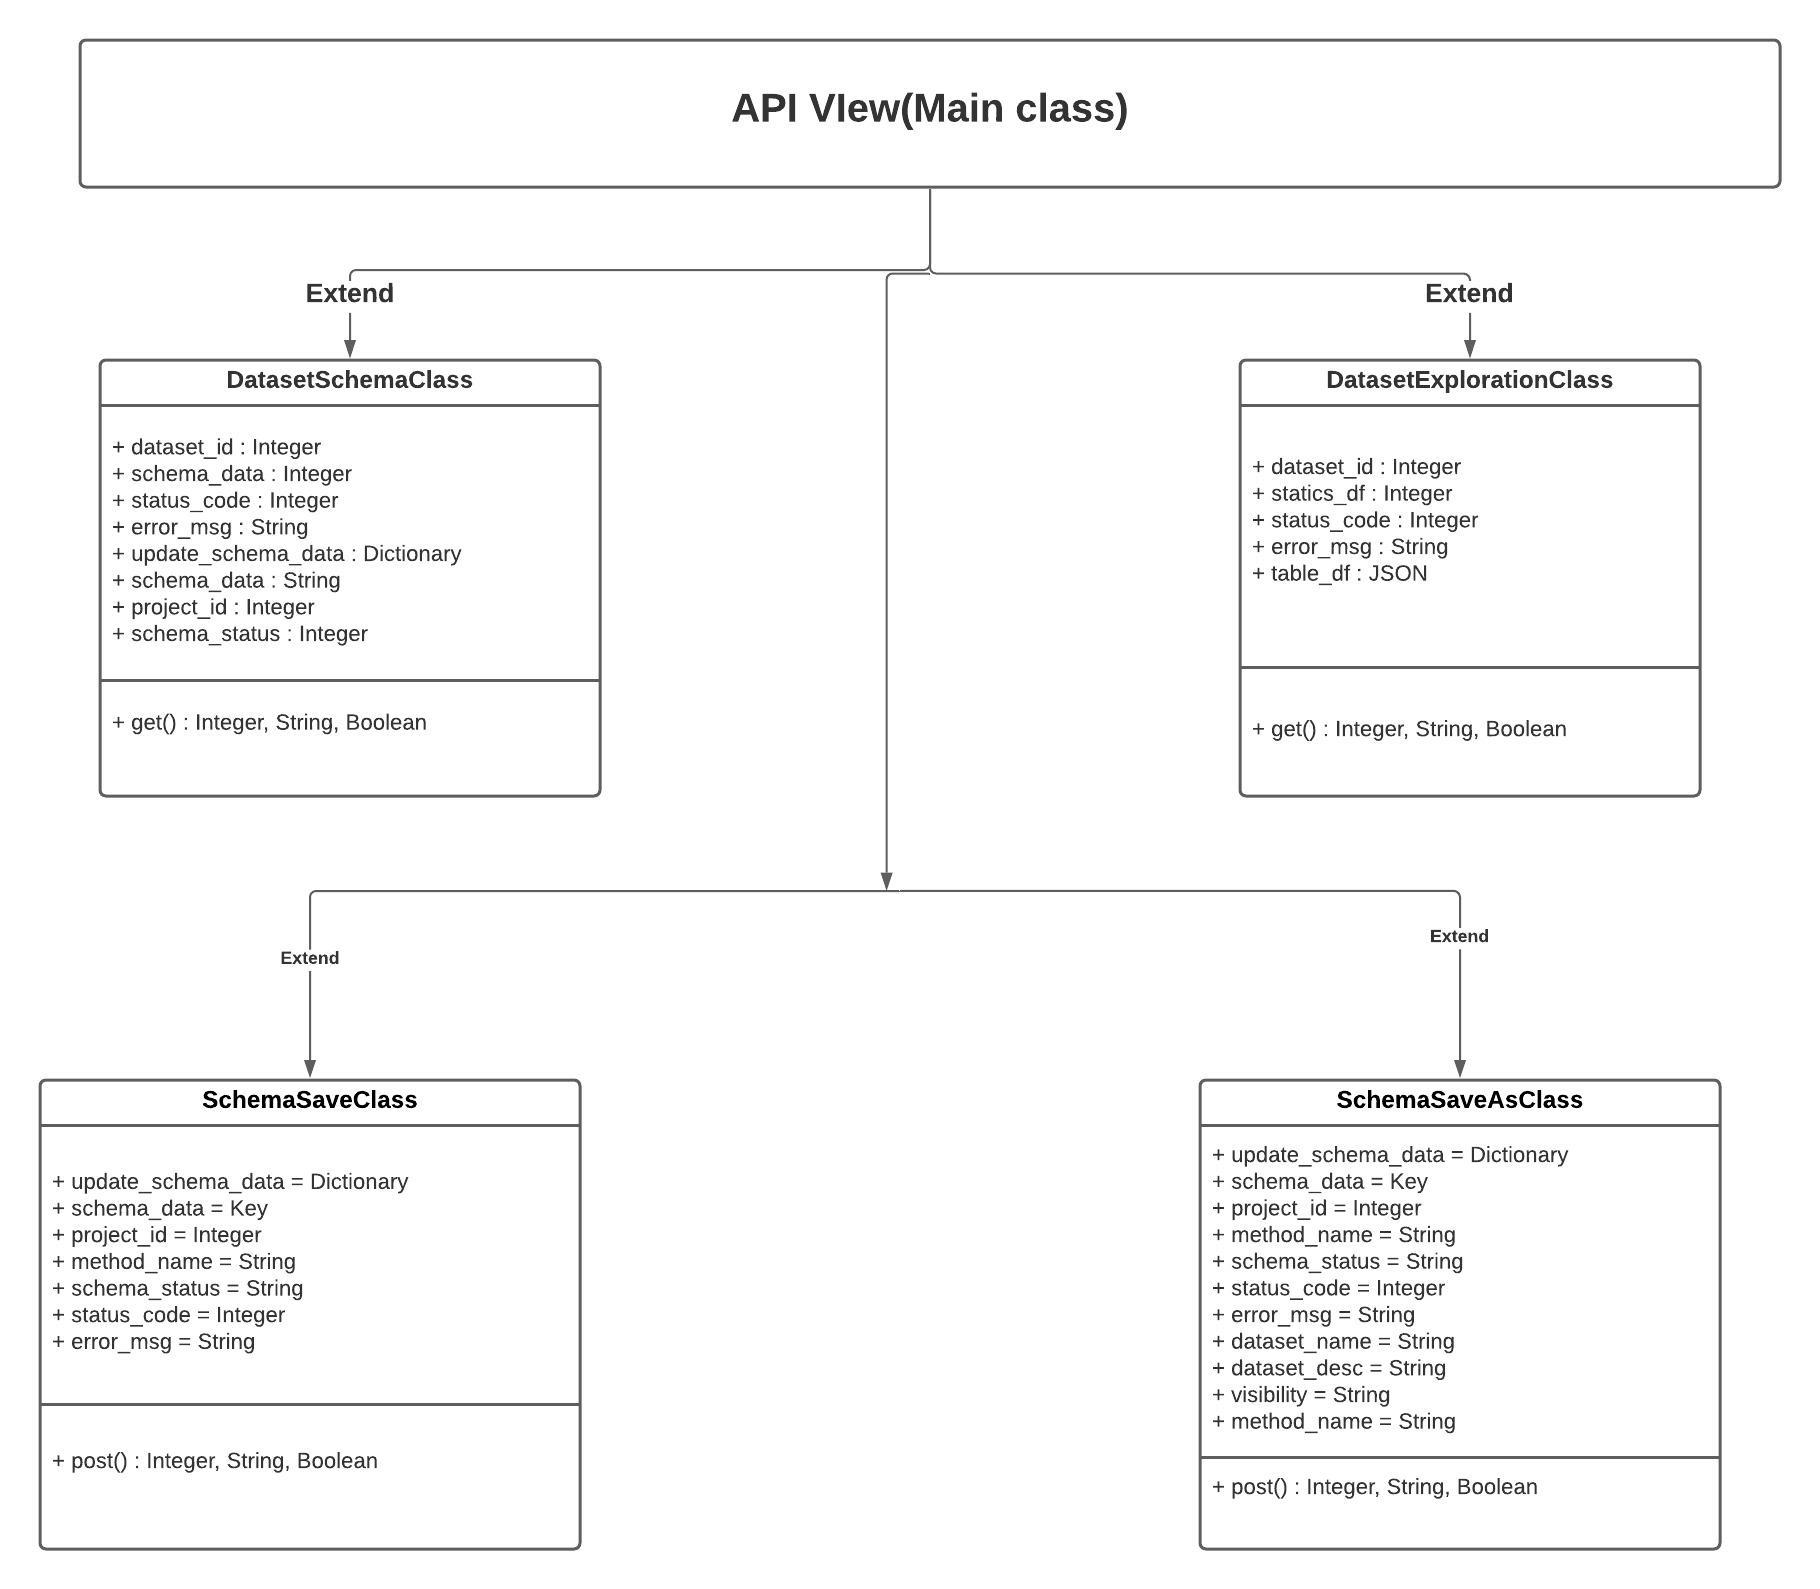 API VIew(Main class)
Extend
Extend
DatasetSchemaClass
+ dataset_id : Integer
+ schema_data : Integer
+ status_code : Integer
+ error_msg : String
+ update_schema_data : Dictionary
+ schema_data : String
+ project_id : Integer
+ schema_status : Integer
+ get() : Integer, String, Boolean
DatasetExplorationClass
+ dataset_id : Integer
+ statics_df : Integer
+ status_code : Integer
+ error_msg : String
+ table_df : JSON
+ get() : Integer, String, Boolean
Extend
Extend
SchemaSaveClass
+ update_schema_data = Dictionary
+ schema_data = Key
+ project_id = Integer
+ method_name = String
+ schema_status = String
+ status_code = Integer
+ error_msg = String
+ post() : Integer, String, Boolean
SchemaSaveAsClass
+ update_schema_data = Dictionary
+ schema_data = Key
+ project_id = Integer
+ method_name = String
+ schema_status = String
+ status_code = Integer
+ error_msg = String
+ dataset_name = String
+ dataset_desc = String
+ visibility = String
+ method_name = String
+ post() : Integer, String, Boolean